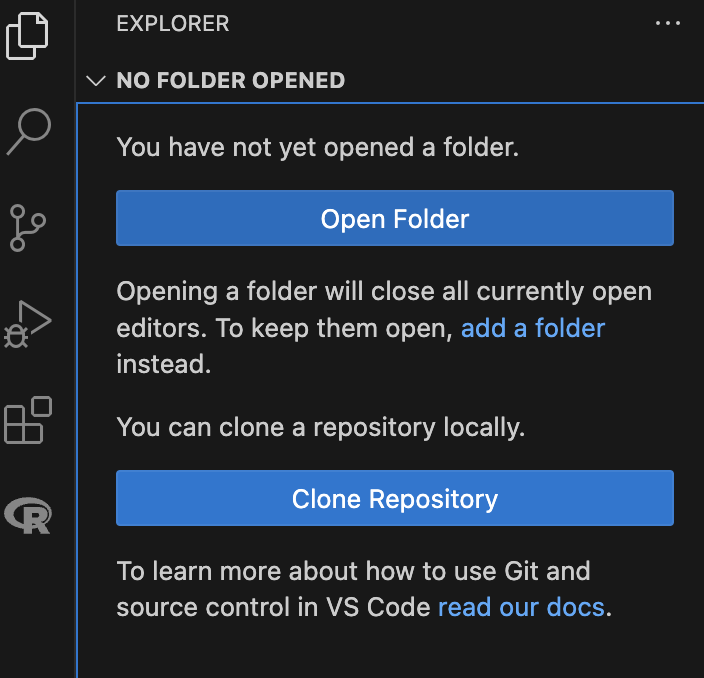 EXPLORER
NO FOLDER OPENED
You have not yet opened a folder.
Open Folder
Opening a folder will close all currently open
editors. To keep them open, add a folder
instead.
You can clone a repository locally.
Clone Repository
R
To learn more about how to use Git and
source control in VS Code read our docs.